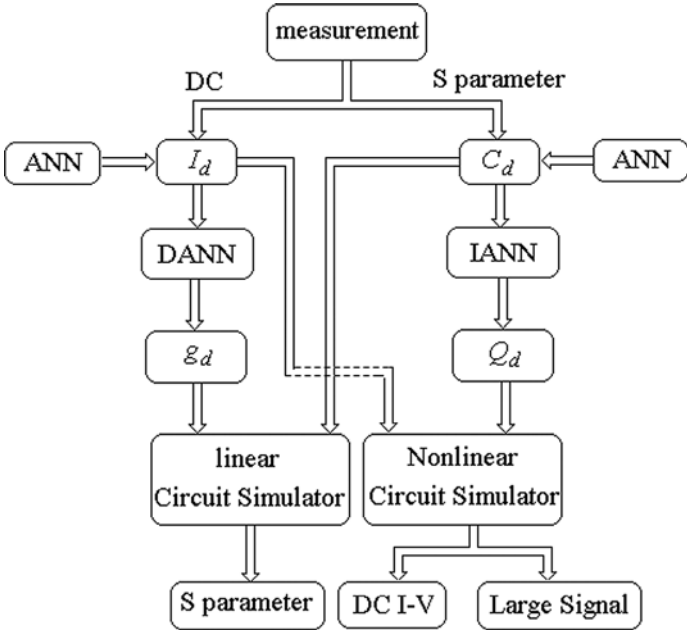 measurement
DC
S parameter
ANN
I_d
C_d
ANN
DANN
IANN
g_d
Q_d
linear
Circuit Simulator
Nonlinear
Circuit Simulator
S parameter
DC I-V
Large Signal